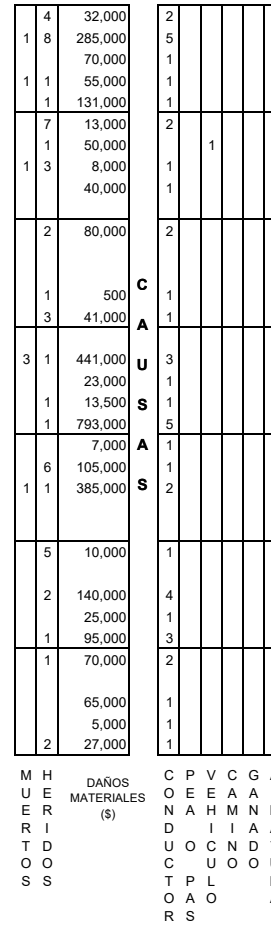 4 32,000 2
1 8 285,000 5
70,000 1
1 1 55,000 1
1 131,000 1
7 13,000 2
1 50,000 1
1 3 8,000 1
40,000 1
2 80,000 2
1 500 1
3 41,000 1
3 1 441,000 3
23,000 1
1 13,500 1
1 793,000 5
7,000 1
6 105,000 1
1 1 385,000 2
5 10,000 1
2 140,000 4
25,000 1
1 95,000 3
1 70,000 2
65,000 1
5,000 1
2 27,000 1
CAUSAS
MUERTOS
HERIDOS
DAÑOS
MATERIALES
($)
CONDUCTOR
PEA O PAS
VEHICULO
CAMINO
GANADO